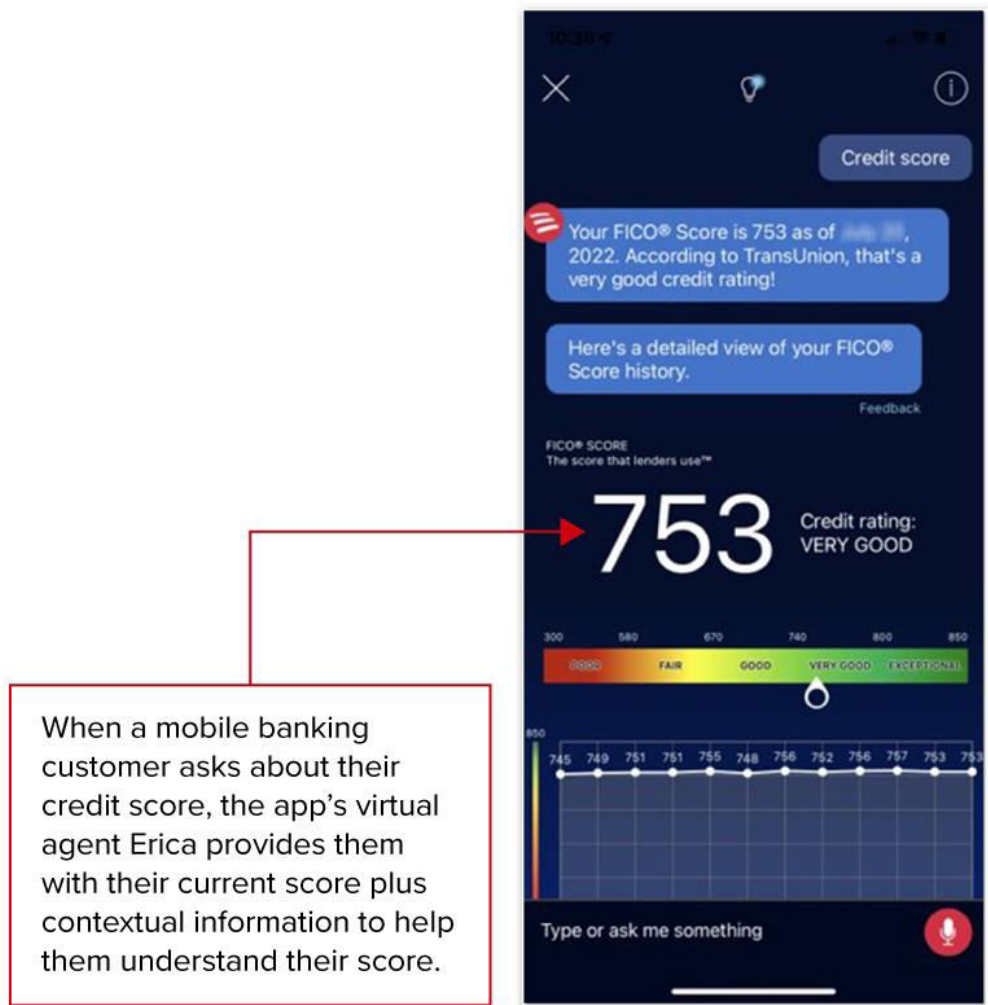 10:38
Credit score
Your FICO® Score is 753 as of
2022. According to TransUnion, that's a
very good credit rating!
Here's a detailed view of your FICO®
Score history.
Feedback
FICO® SCORE
The score that lenders use™
753
Credit rating:
VERY GOOD
300 580 670 740 800 850
POOR FAIR GOOD VERY GOOD EXCEPTIONAL
850
745 749 751 751 755 748 756 752 756 757 753 753
Type or ask me something
When a mobile banking
customer asks about their
credit score, the app’s virtual
agent Erica provides them
with their current score plus
contextual information to help
them understand their score.